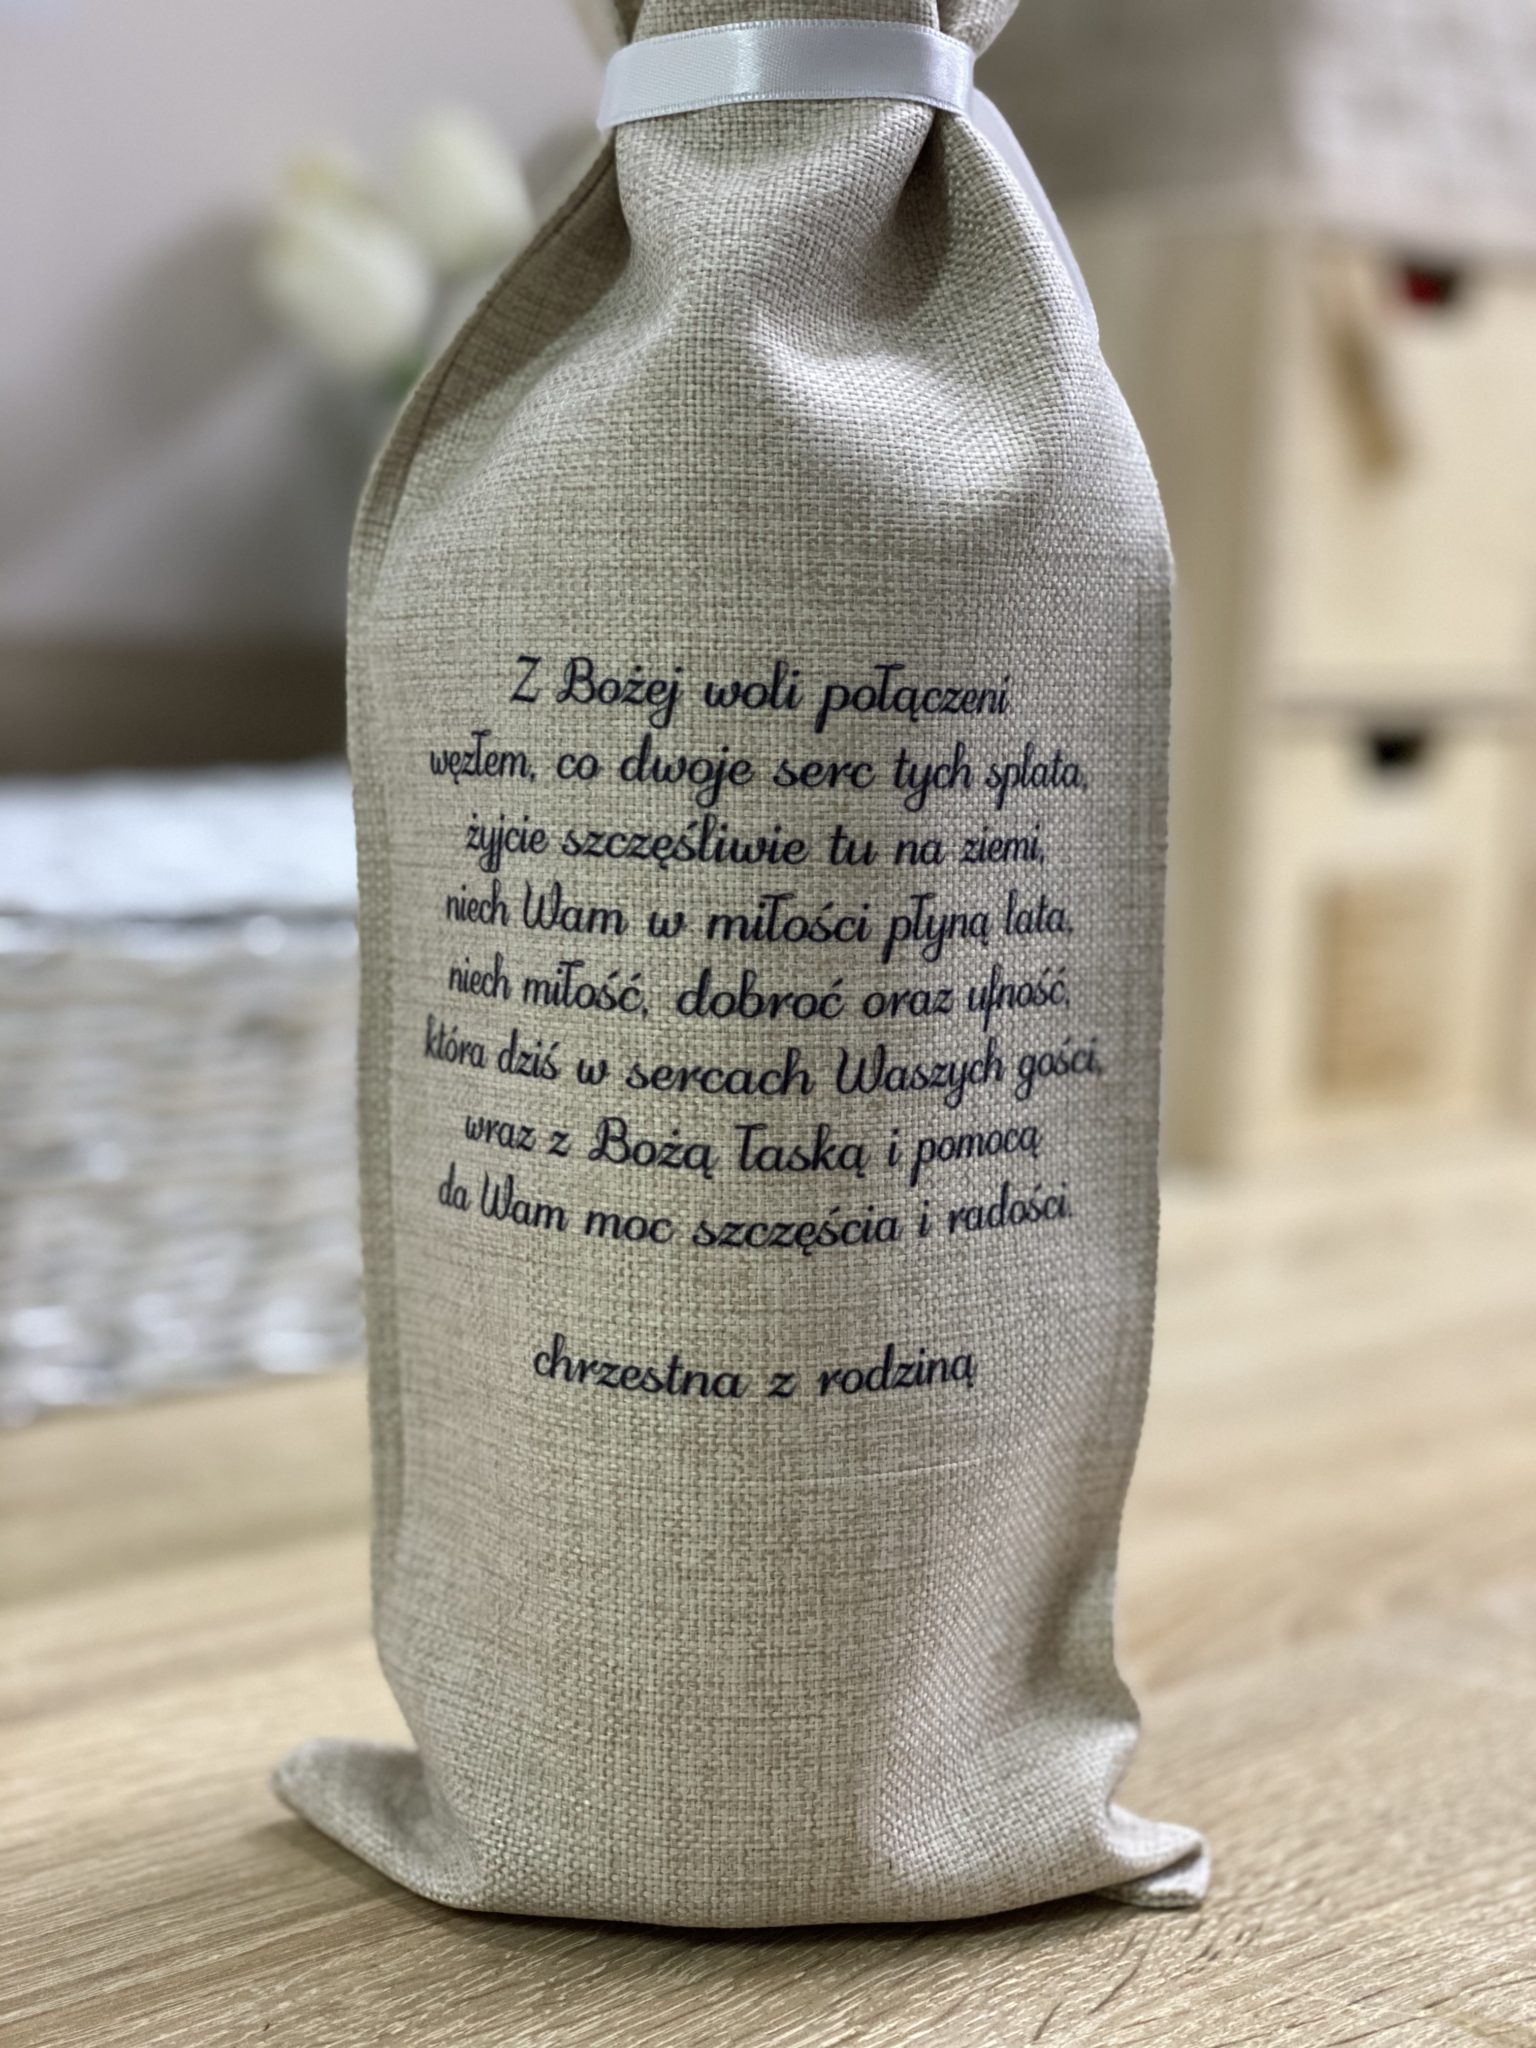 Z Bożej woli połączeni
węzłem, co dwoje serc tych splata,
żyjcie szczęśliwie tu na ziemi,
niech Wam w miłości płyną lata,
niech miłość, dobroć oraz ufność,
która dziś w sercach Waszych gości,
wraz z Bożą łaską i pomocą
da Wam moc szczęścia i radości.
chrzestna z rodziną